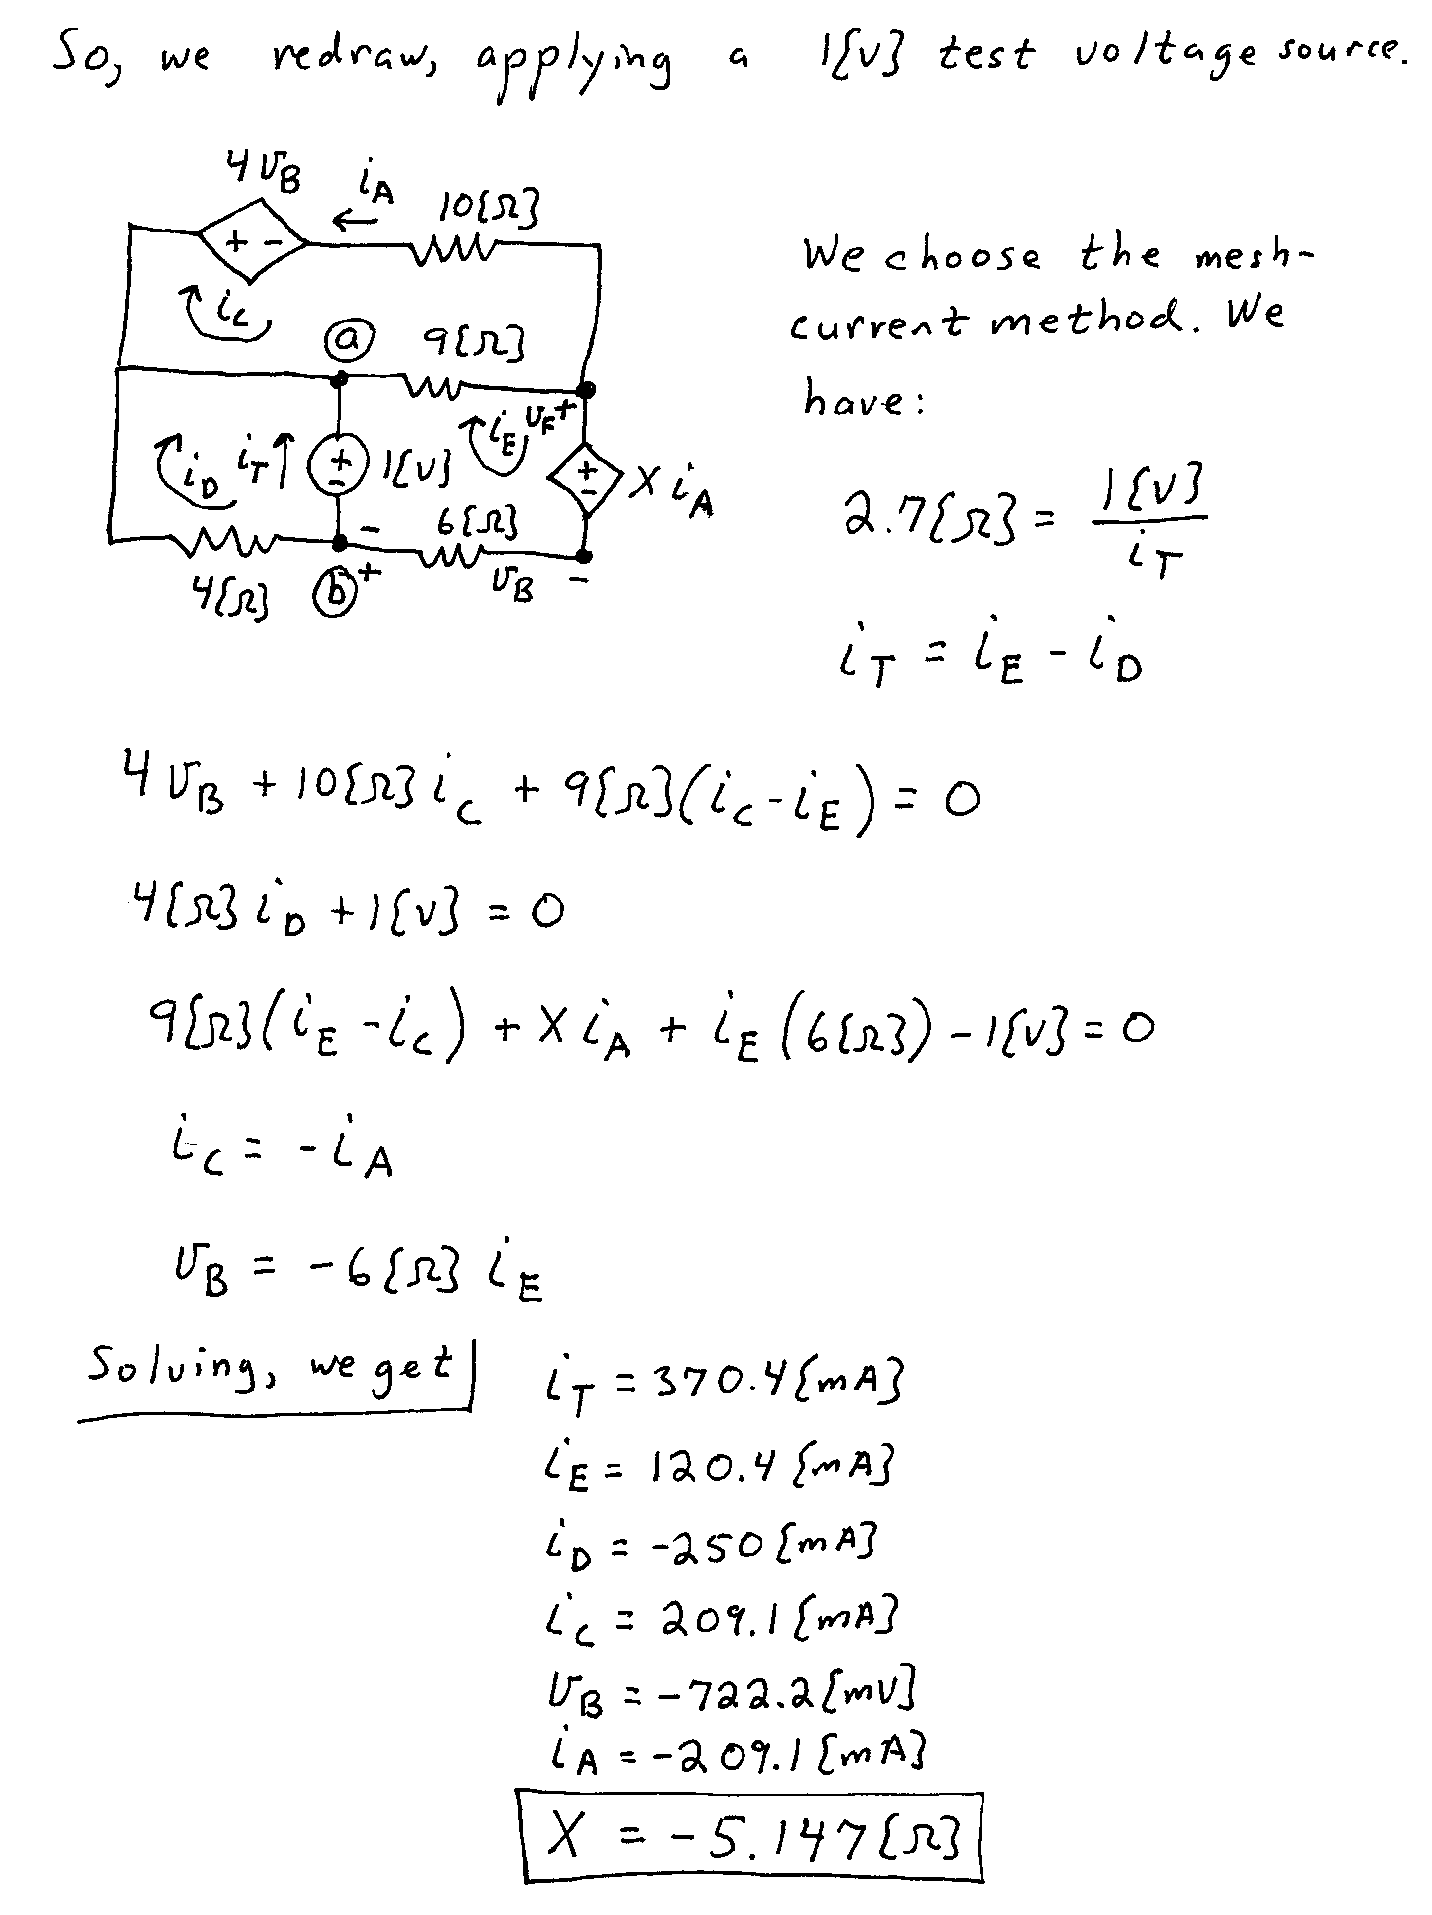 So, we redraw, applying a 1[V] test voltage source.
4vB
iA
←
10[Ω]
+ -
iC
a
9[Ω]
We choose the mesh-
current method. We
have:
iE
vF +
iD
iT
+
-
1[V]
+
-
X iA
-
6[Ω]
4[Ω]
b
+
vB
-
2.7[Ω] = 1[V] / iT
iT = iE - iD
4vB + 10[Ω] iC + 9[Ω](iC - iE) = 0
4[Ω] iD + 1[V] = 0
9[Ω](iE - iC) + X iA + iE (6[Ω]) - 1[V] = 0
iC = -iA
vB = -6[Ω] iE
Solving, we get
iT = 370.4[mA]
iE = 120.4 [mA]
iD = -250 [mA]
iC = 209.1 [mA]
vB = -722.2[mV]
iA = -209.1 [mA]
X = -5.147[Ω]